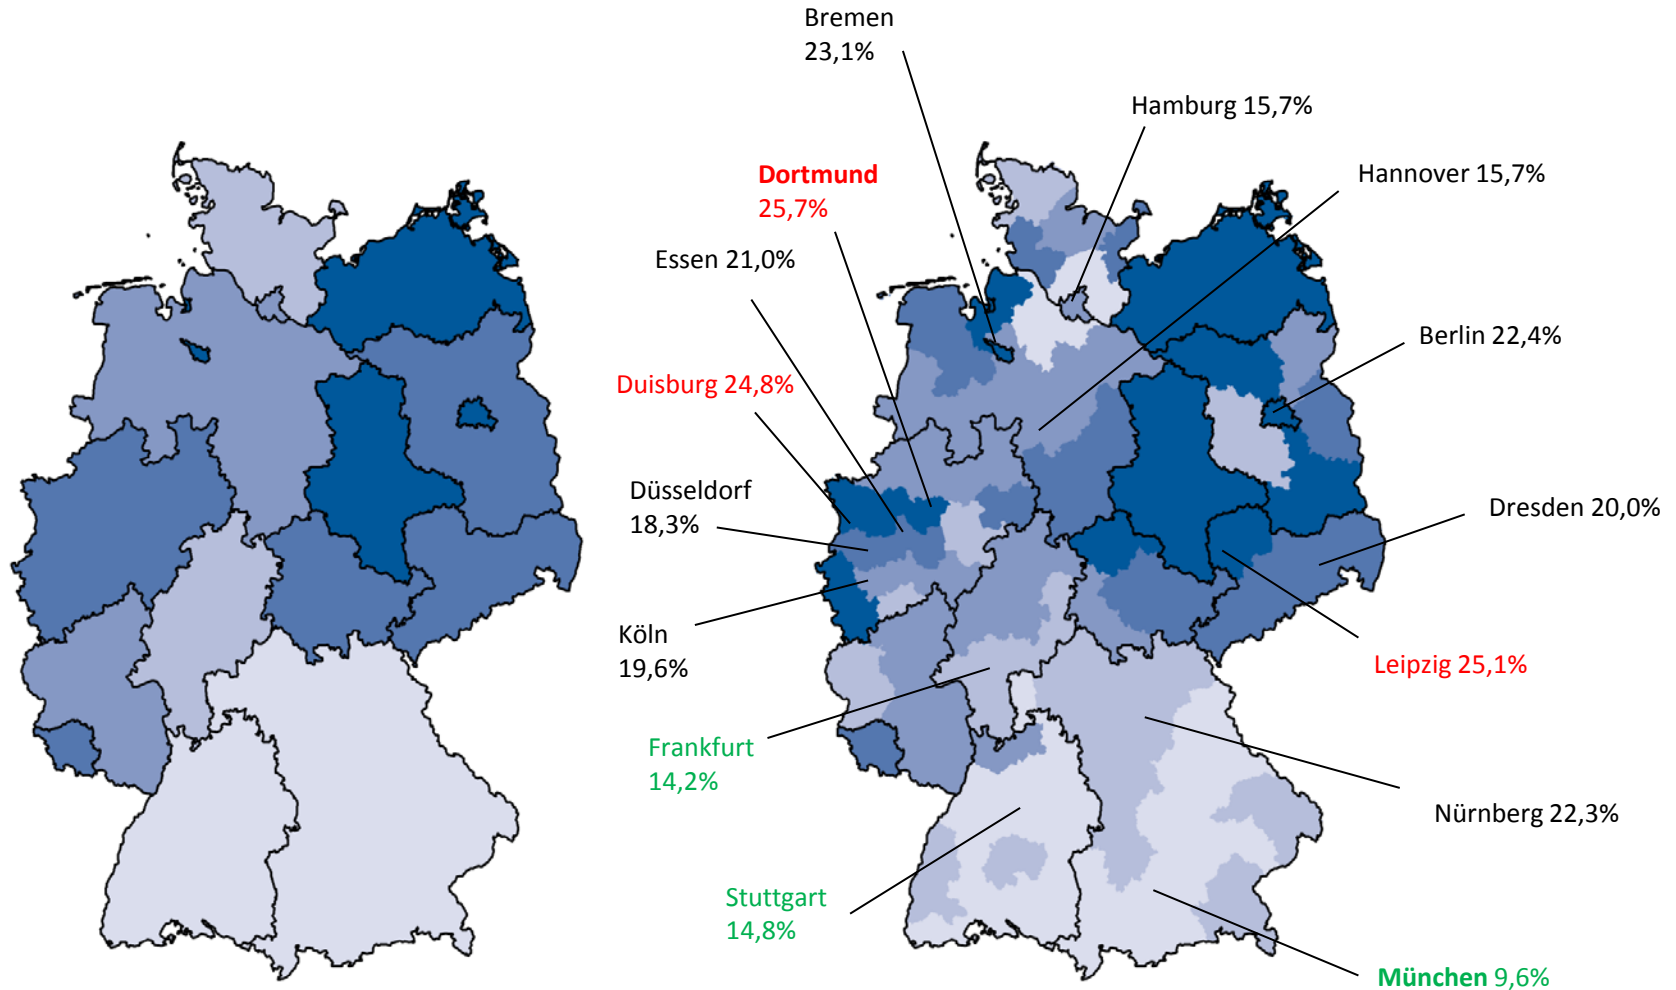 Bremen
23,1%
Hamburg 15,7%
Dortmund
25,7%
Hannover 15,7%
Essen 21,0%
Berlin 22,4%
Duisburg 24,8%
Düsseldorf
18,3%
Dresden 20,0%
Köln
19,6%
Leipzig 25,1%
Frankfurt
14,2%
Nürnberg 22,3%
Stuttgart
14,8%
München 9,6%